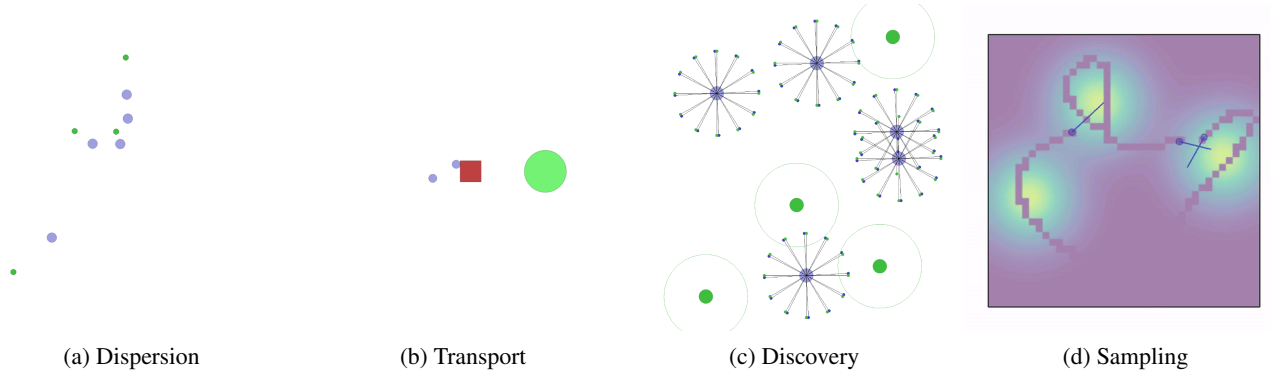 (a) Dispersion
(b) Transport
(c) Discovery
(d) Sampling